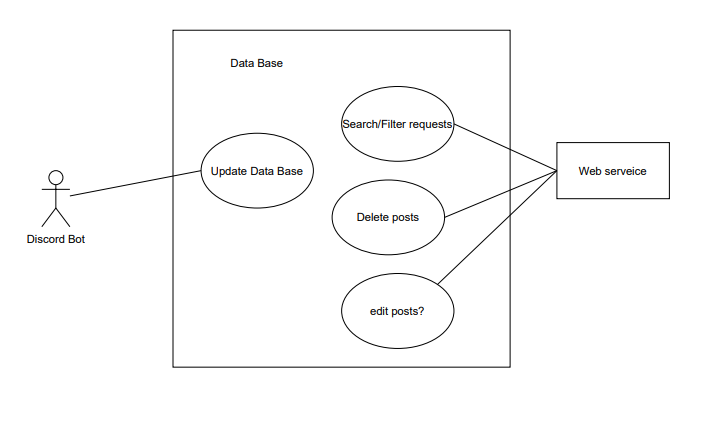 Data Base
Search/Filter requests
Update Data Base
Web serveice
Delete posts
Discord Bot
edit posts?